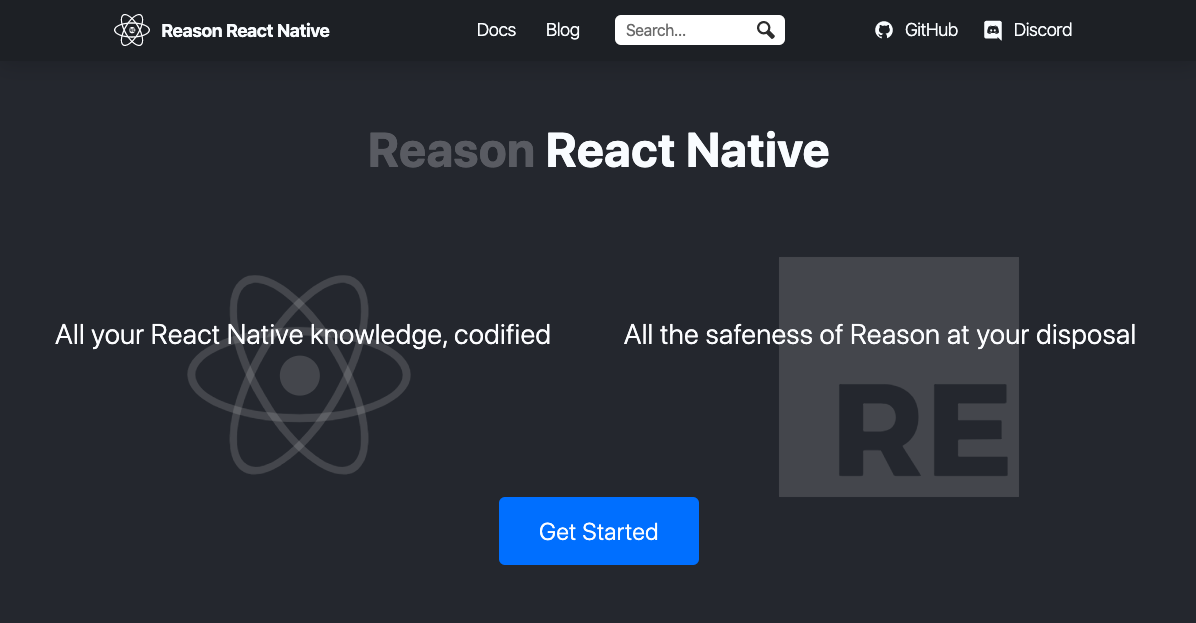 Reason React Native
Docs
Blog
Search...
GitHub
Discord
Reason React Native
All your React Native knowledge, codified
All the safeness of Reason at your disposal
RE
Get Started